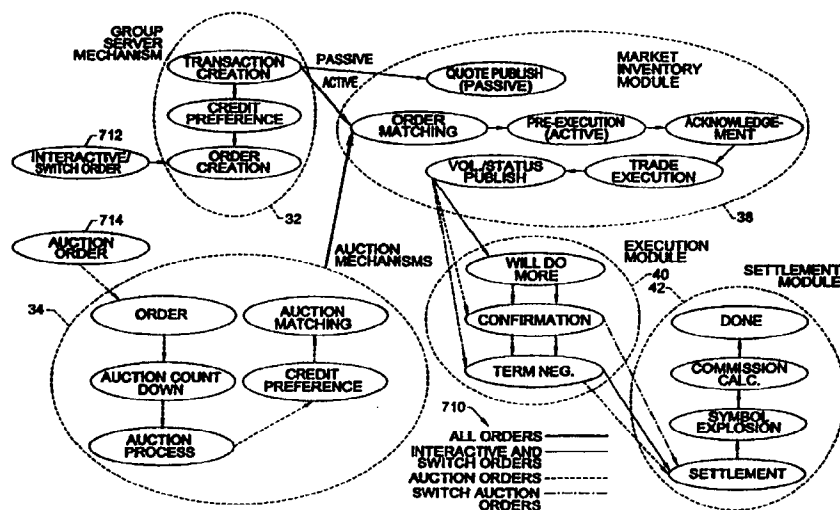 GROUP
SERVER
MECHANISM
TRANSACTION
CREATION
CREDIT
PREFERENCE
ORDER
CREATION
32
712
INTERACTIVE/
SWITCH ORDER
714
AUCTION
ORDER
PASSIVE
ACTIVE
MARKET
INVENTORY
MODULE
QUOTE PUBLISH
(PASSIVE)
ORDER
MATCHING
PRE-EXECUTION
(ACTIVE)
ACKNOWLEDGE-
MENT
VOL./STATUS
PUBLISH
TRADE
EXECUTION
38
AUCTION
MECHANISMS
34
ORDER
AUCTION COUNT
DOWN
AUCTION
PROCESS
AUCTION
MATCHING
CREDIT
PREFERENCE
EXECUTION
MODULE
40
WILL DO
MORE
CONFIRMATION
TERM NEG.
SETTLEMENT
MODULE
42
DONE
COMMISSION
CALC.
SYMBOL
EXPLOSION
SETTLEMENT
710
ALL ORDERS
INTERACTIVE AND
SWITCH ORDERS
AUCTION ORDERS
SWITCH AUCTION
ORDERS